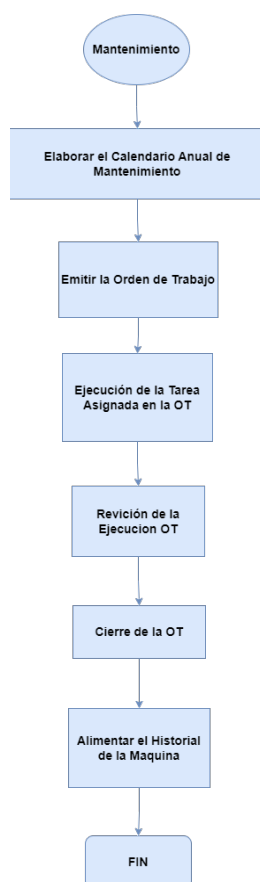 Mantenimiento
Elaborar el Calendario Anual de
Mantenimiento
Emitir la Orden de Trabajo
Ejecución de la Tarea
Asignada en la OT
Revición de la
Ejecucion OT
Cierre de la OT
Alimentar el Historial
de la Maquina
FIN